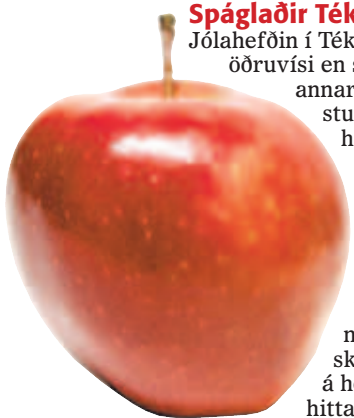 Spáglaðir Ték
Jólahefðin í Ték
öðruvísi en s
annar
stu
h
sk
á h
hitta